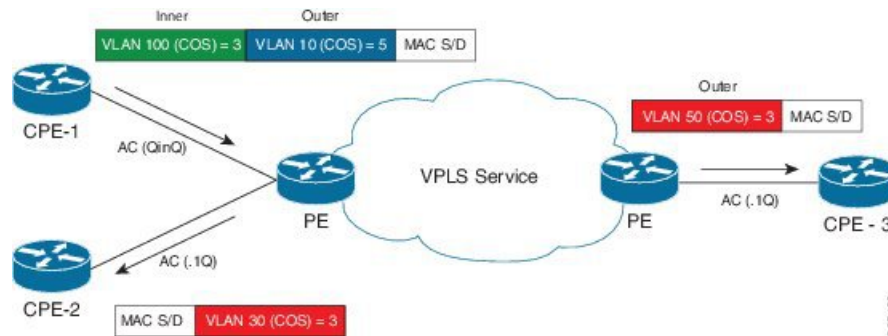 Inner
Outer
VLAN 100 (COS) = 3
VLAN 10 (COS) = 5
MAC S/D
CPE-1
AC (QinQ)
PE
VPLS Service
PE
Outer
VLAN 50 (COS) = 3
MAC S/D
AC (.1Q)
CPE - 3
AC (.1Q)
CPE-2
MAC S/D
VLAN 30 (COS) = 3